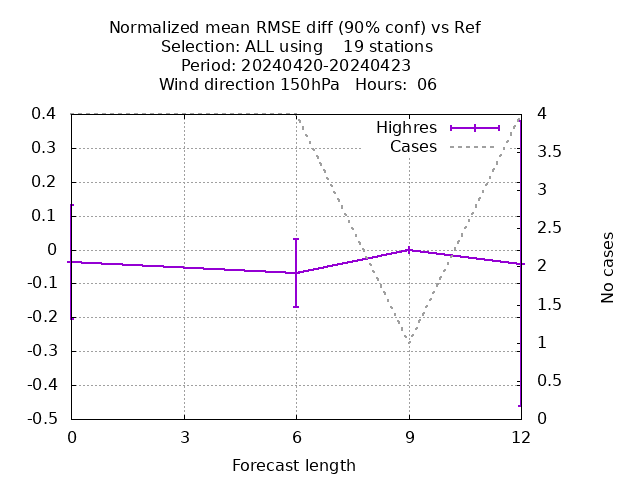 Normalized mean RMSE diff (90% conf) vs Ref
Selection: ALL using    19 stations
Period: 20240420-20240423
Wind direction 150hPa   Hours:  06
Highres
Cases
0.4
0.3
0.2
0.1
0
-0.1
-0.2
-0.3
-0.4
-0.5
4
3.5
3
2.5
2
1.5
1
0.5
0
No cases
0 3 6 9 12
Forecast length